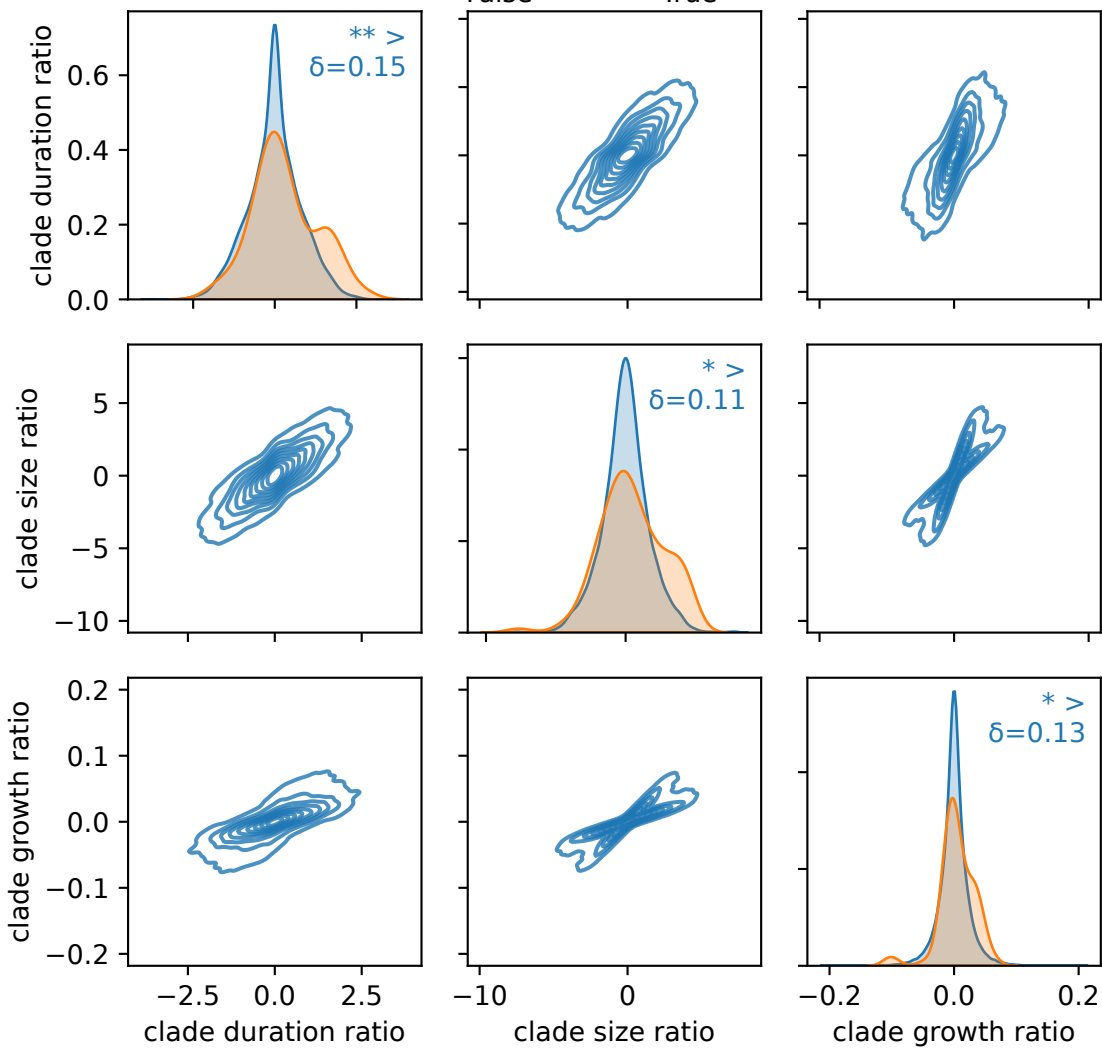 True
clade duration ratio
0.6
0.4
0.2
0.0
** >
δ=0.15
clade size ratio
5
0
−5
−10
* >
δ=0.11
clade growth ratio
0.2
0.1
0.0
−0.1
−0.2
* >
δ=0.13
−2.5
0.0
2.5
−10
0
−0.2
0.0
0.2
clade duration ratio
clade size ratio
clade growth ratio